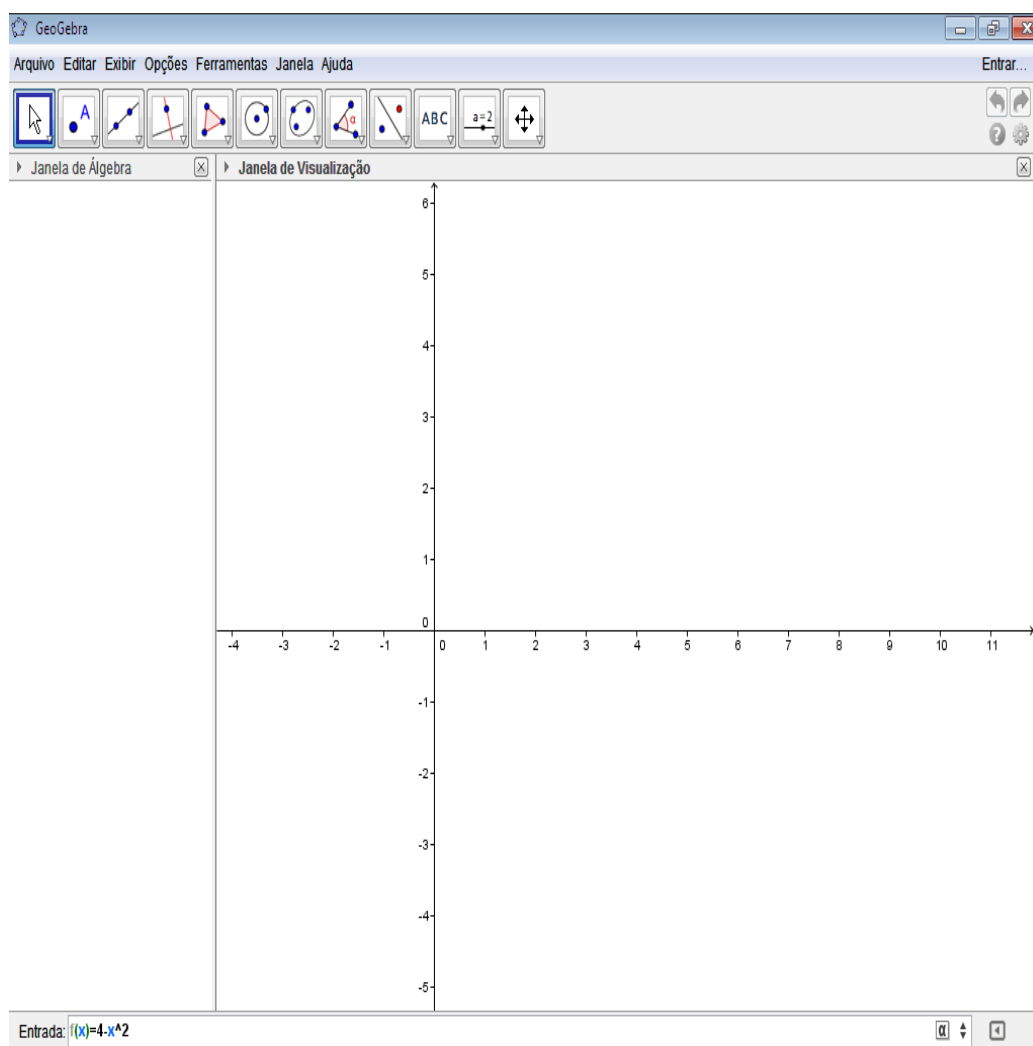 GeoGebra
Arquivo Editar Exibir Opções Ferramentas Janela Ajuda Entrar...
A α ABC a=2
Janela de Álgebra Janela de Visualização
6
5
4
3
2
1
0
-4 -3 -2 -1 0 1 2 3 4 5 6 7 8 9 10 11
-1
-2
-3
-4
-5
Entrada: f(x)=4-x^2 α